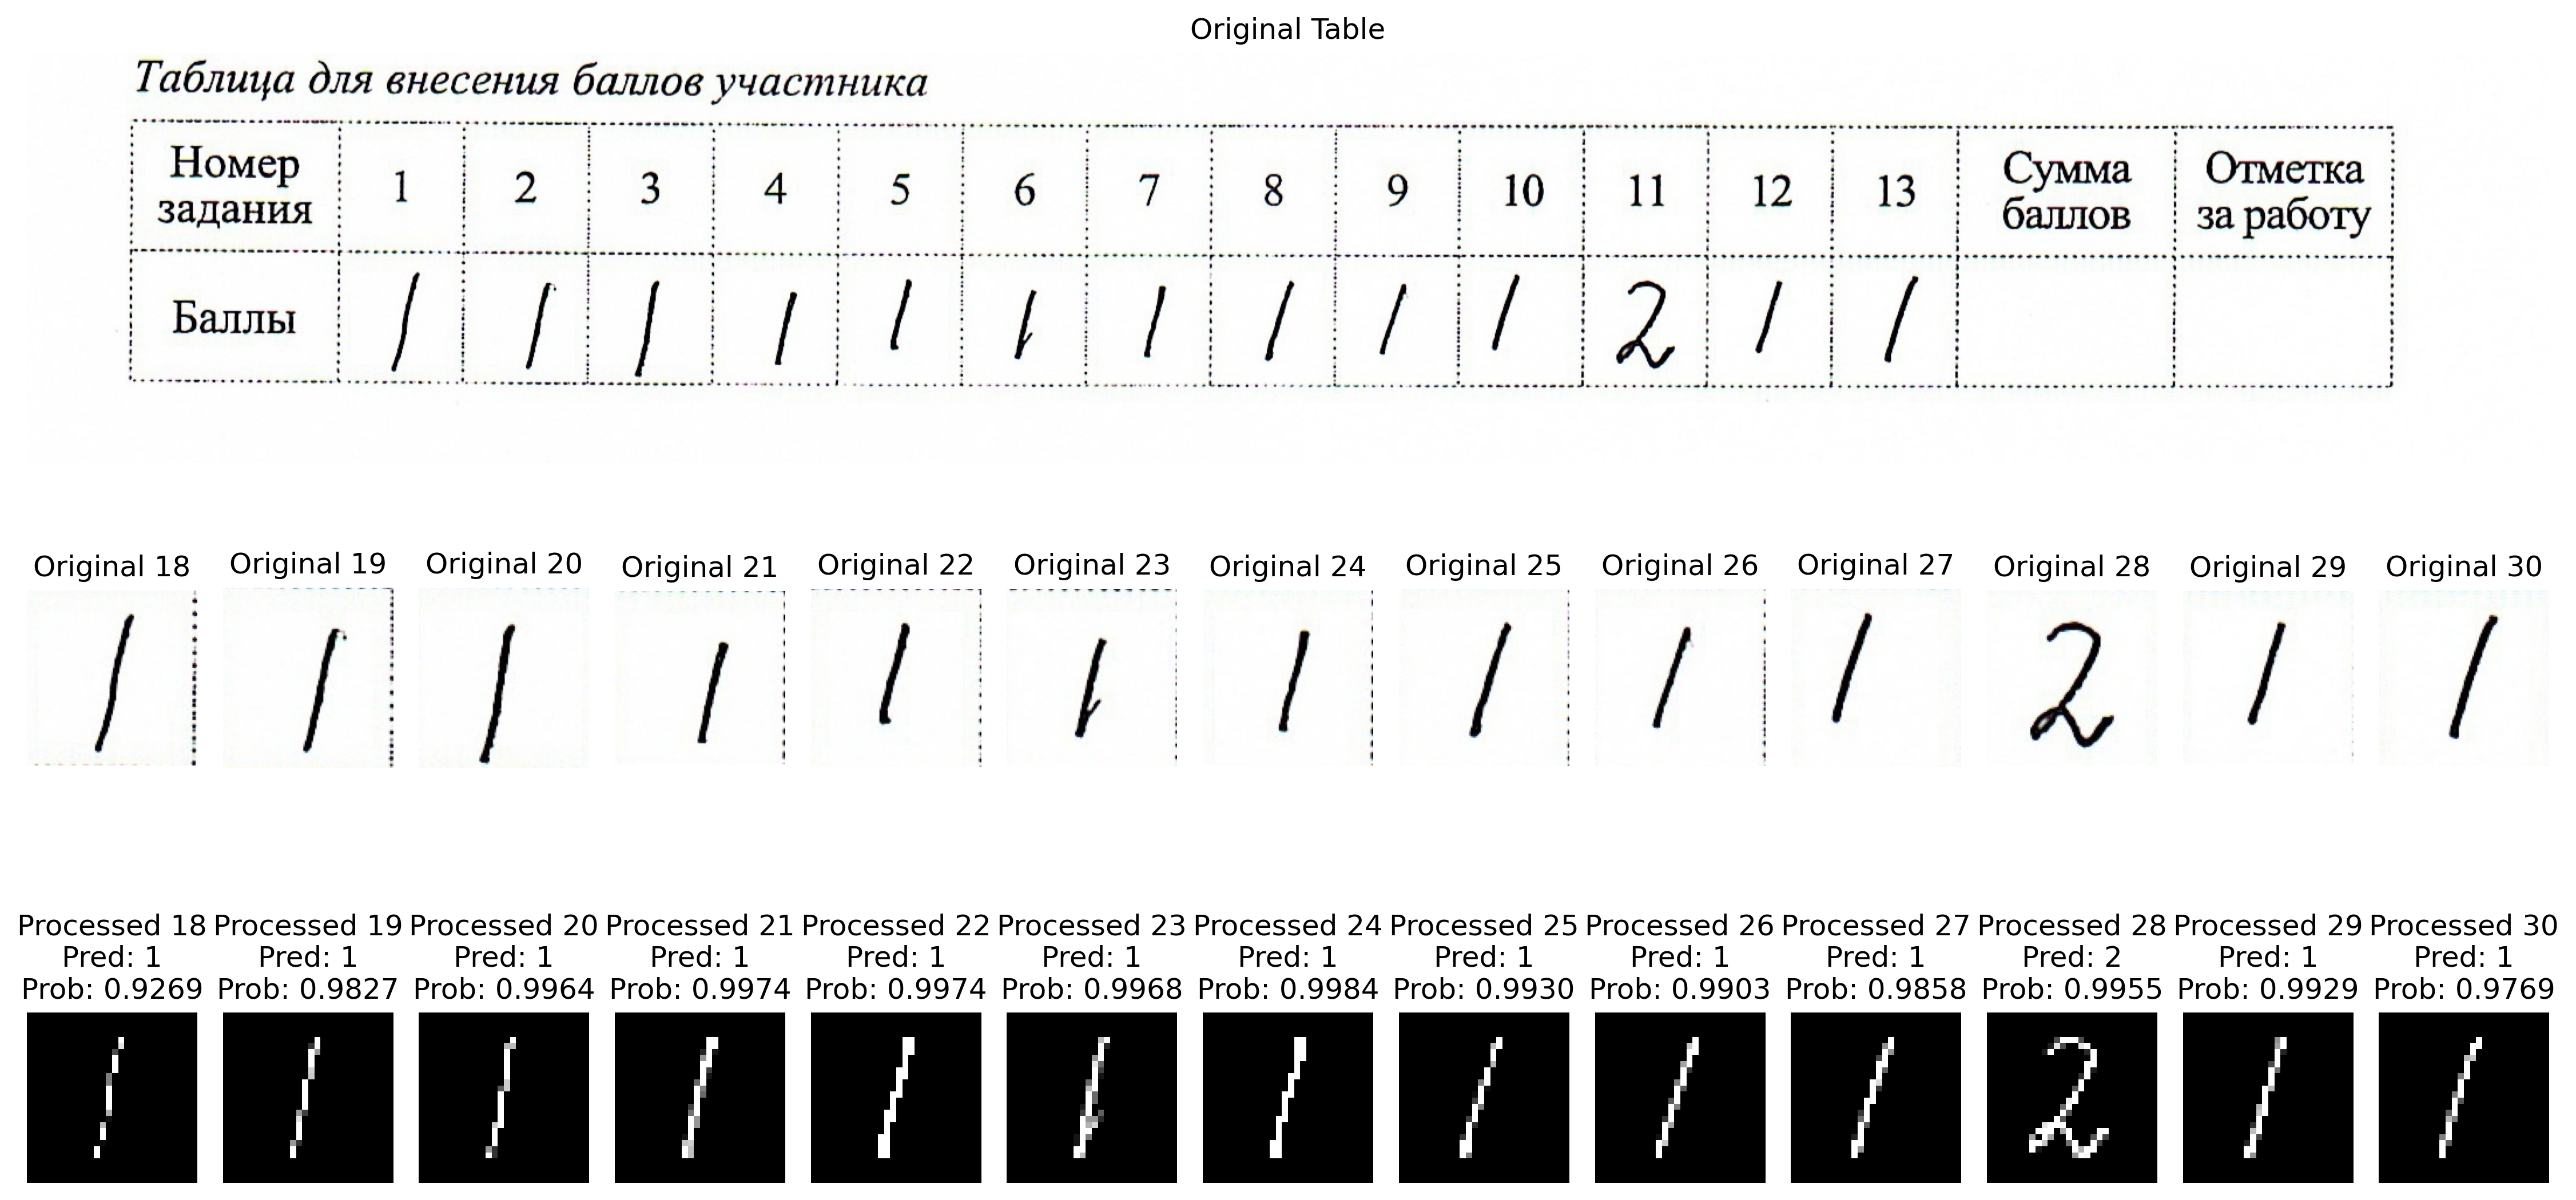 Original Table
Таблица для внесения баллов участника
Номер задания 1 2 3 4 5 6 7 8 9 10 11 12 13 Сумма баллов Отметка за работу
Баллы 1 1 1 1 1 1 1 1 1 1 2 1 1
Original 18 Original 19 Original 20 Original 21 Original 22 Original 23 Original 24 Original 25 Original 26 Original 27 Original 28 Original 29 Original 30
1 1 1 1 1 1 1 1 1 1 2 1 1
Processed 18 Processed 19 Processed 20 Processed 21 Processed 22 Processed 23 Processed 24 Processed 25 Processed 26 Processed 27 Processed 28 Processed 29 Processed 30
Pred: 1 Pred: 1 Pred: 1 Pred: 1 Pred: 1 Pred: 1 Pred: 1 Pred: 1 Pred: 1 Pred: 1 Pred: 2 Pred: 1 Pred: 1
Prob: 0.9269 Prob: 0.9827 Prob: 0.9964 Prob: 0.9974 Prob: 0.9974 Prob: 0.9968 Prob: 0.9984 Prob: 0.9930 Prob: 0.9903 Prob: 0.9858 Prob: 0.9955 Prob: 0.9929 Prob: 0.9769
1 1 1 1 1 1 1 1 1 1 2 1 1